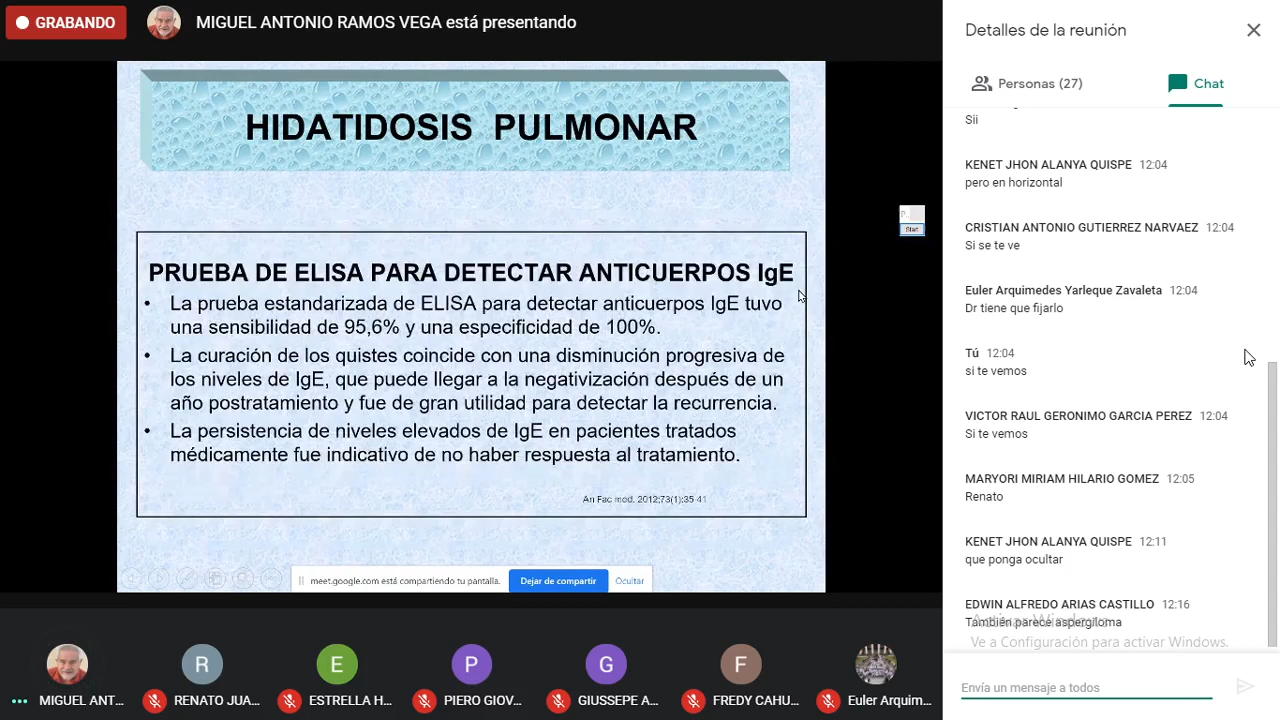 GRABANDO
MIGUEL ANTONIO RAMOS VEGA está presentando
HIDATIDOSIS PULMONAR
Start
PRUEBA DE ELISA PARA DETECTAR ANTICUERPOS IgE
• La prueba estandarizada de ELISA para detectar anticuerpos IgE tuvo
una sensibilidad de 95,6% y una especificidad de 100%.
• La curación de los quistes coincide con una disminución progresiva de
los niveles de IgE, que puede llegar a la negativización después de un
año postratamiento y fue de gran utilidad para detectar la recurrencia.
• La persistencia de niveles elevados de IgE en pacientes tratados
médicamente fue indicativo de no haber respuesta al tratamiento.
An Fac med. 2012;73(1):35-41
meet.google.com está compartiendo tu pantalla.
Dejar de compartir
Ocultar
MIGUEL ANT...
R
RENATO JUA...
E
ESTRELLA H...
P
PIERO GIOV...
G
GIUSSEPE A...
F
FREDY CAHU...
Euler Arquim...
Detalles de la reunión
Personas (27)
Chat
Sii
KENET JHON ALANYA QUISPE 12:04
pero en horizontal
CRISTIAN ANTONIO GUTIERREZ NARVAEZ 12:04
Si se te ve
Euler Arquimedes Yarleque Zavaleta 12:04
Dr tiene que fijarlo
Tú 12:04
si te vemos
VICTOR RAUL GERONIMO GARCIA PEREZ 12:04
Si te vemos
MARYORI MIRIAM HILARIO GOMEZ 12:05
Renato
KENET JHON ALANYA QUISPE 12:11
que ponga ocultar
EDWIN ALFREDO ARIAS CASTILLO 12:16
También parece aspergiloma
Activar Windows
Ve a Configuración para activar Windows.
Envía un mensaje a todos